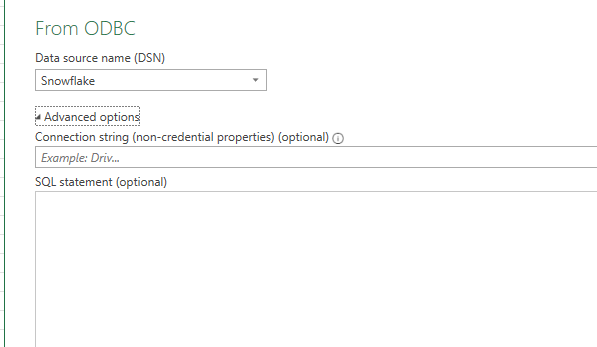 From ODBC
Data source name (DSN)
Snowflake
Advanced options
Connection string (non-credential properties) (optional)
Example: Driv...
SQL statement (optional)